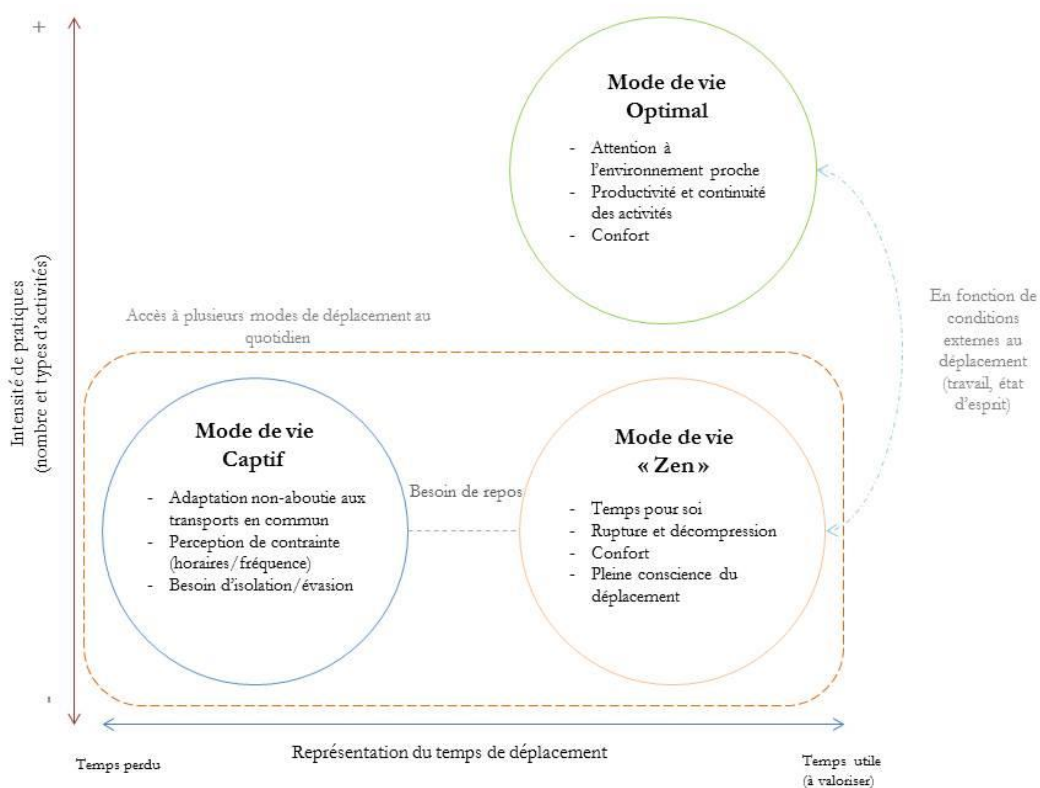 +
Intensité de pratiques
(nombre et types d'activités)
-
Mode de vie
Optimal
- Attention à
l'environnement proche
- Productivité et continuité
des activités
- Confort
En fonction de
conditions
externes au
déplacement
(travail, état
d'esprit)
Accès à plusieurs modes de déplacement au
quotidien
Mode de vie
Captif
- Adaptation non-aboutie aux
transports en commun
- Perception de contrainte
(horaires/fréquence)
- Besoin d'isolation/évasion
Besoin de repos
Mode de vie
« Zen »
- Temps pour soi
- Rupture et décompression
- Confort
- Pleine conscience du
déplacement
Temps perdu
Représentation du temps de déplacement
Temps utile
(à valoriser)